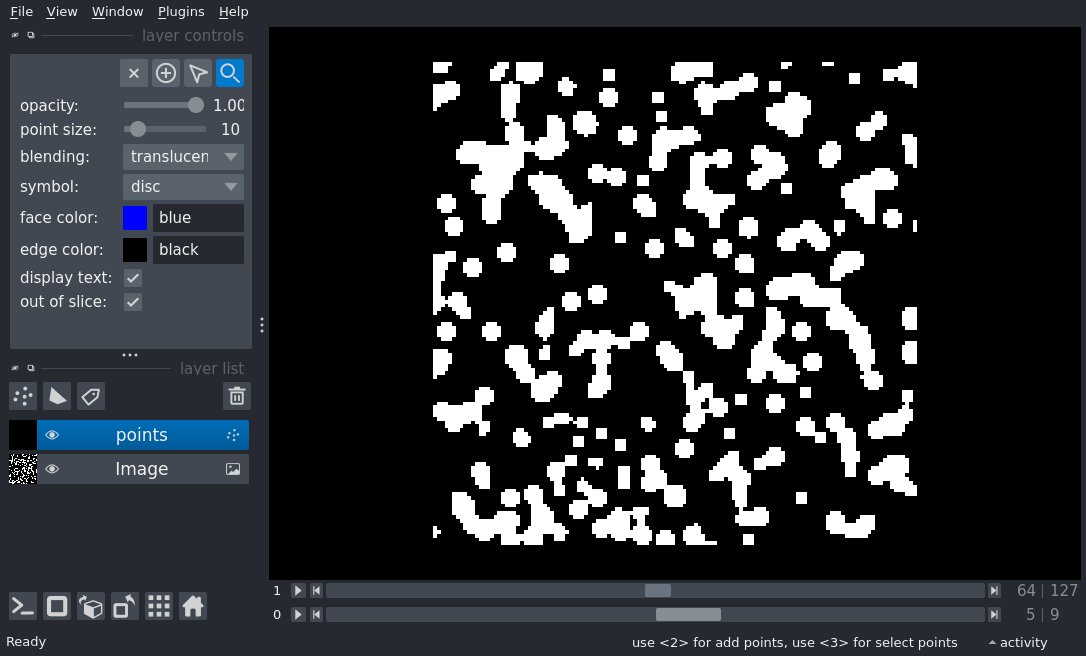 File View Window Plugins Help
layer controls
opacity: 1.00
point size: 10
blending: translucen
symbol: disc
face color: blue
edge color: black
display text:
out of slice:
layer list
points
Image
1 64 | 127
0 5 | 9
Ready use <2> for add points, use <3> for select points activity